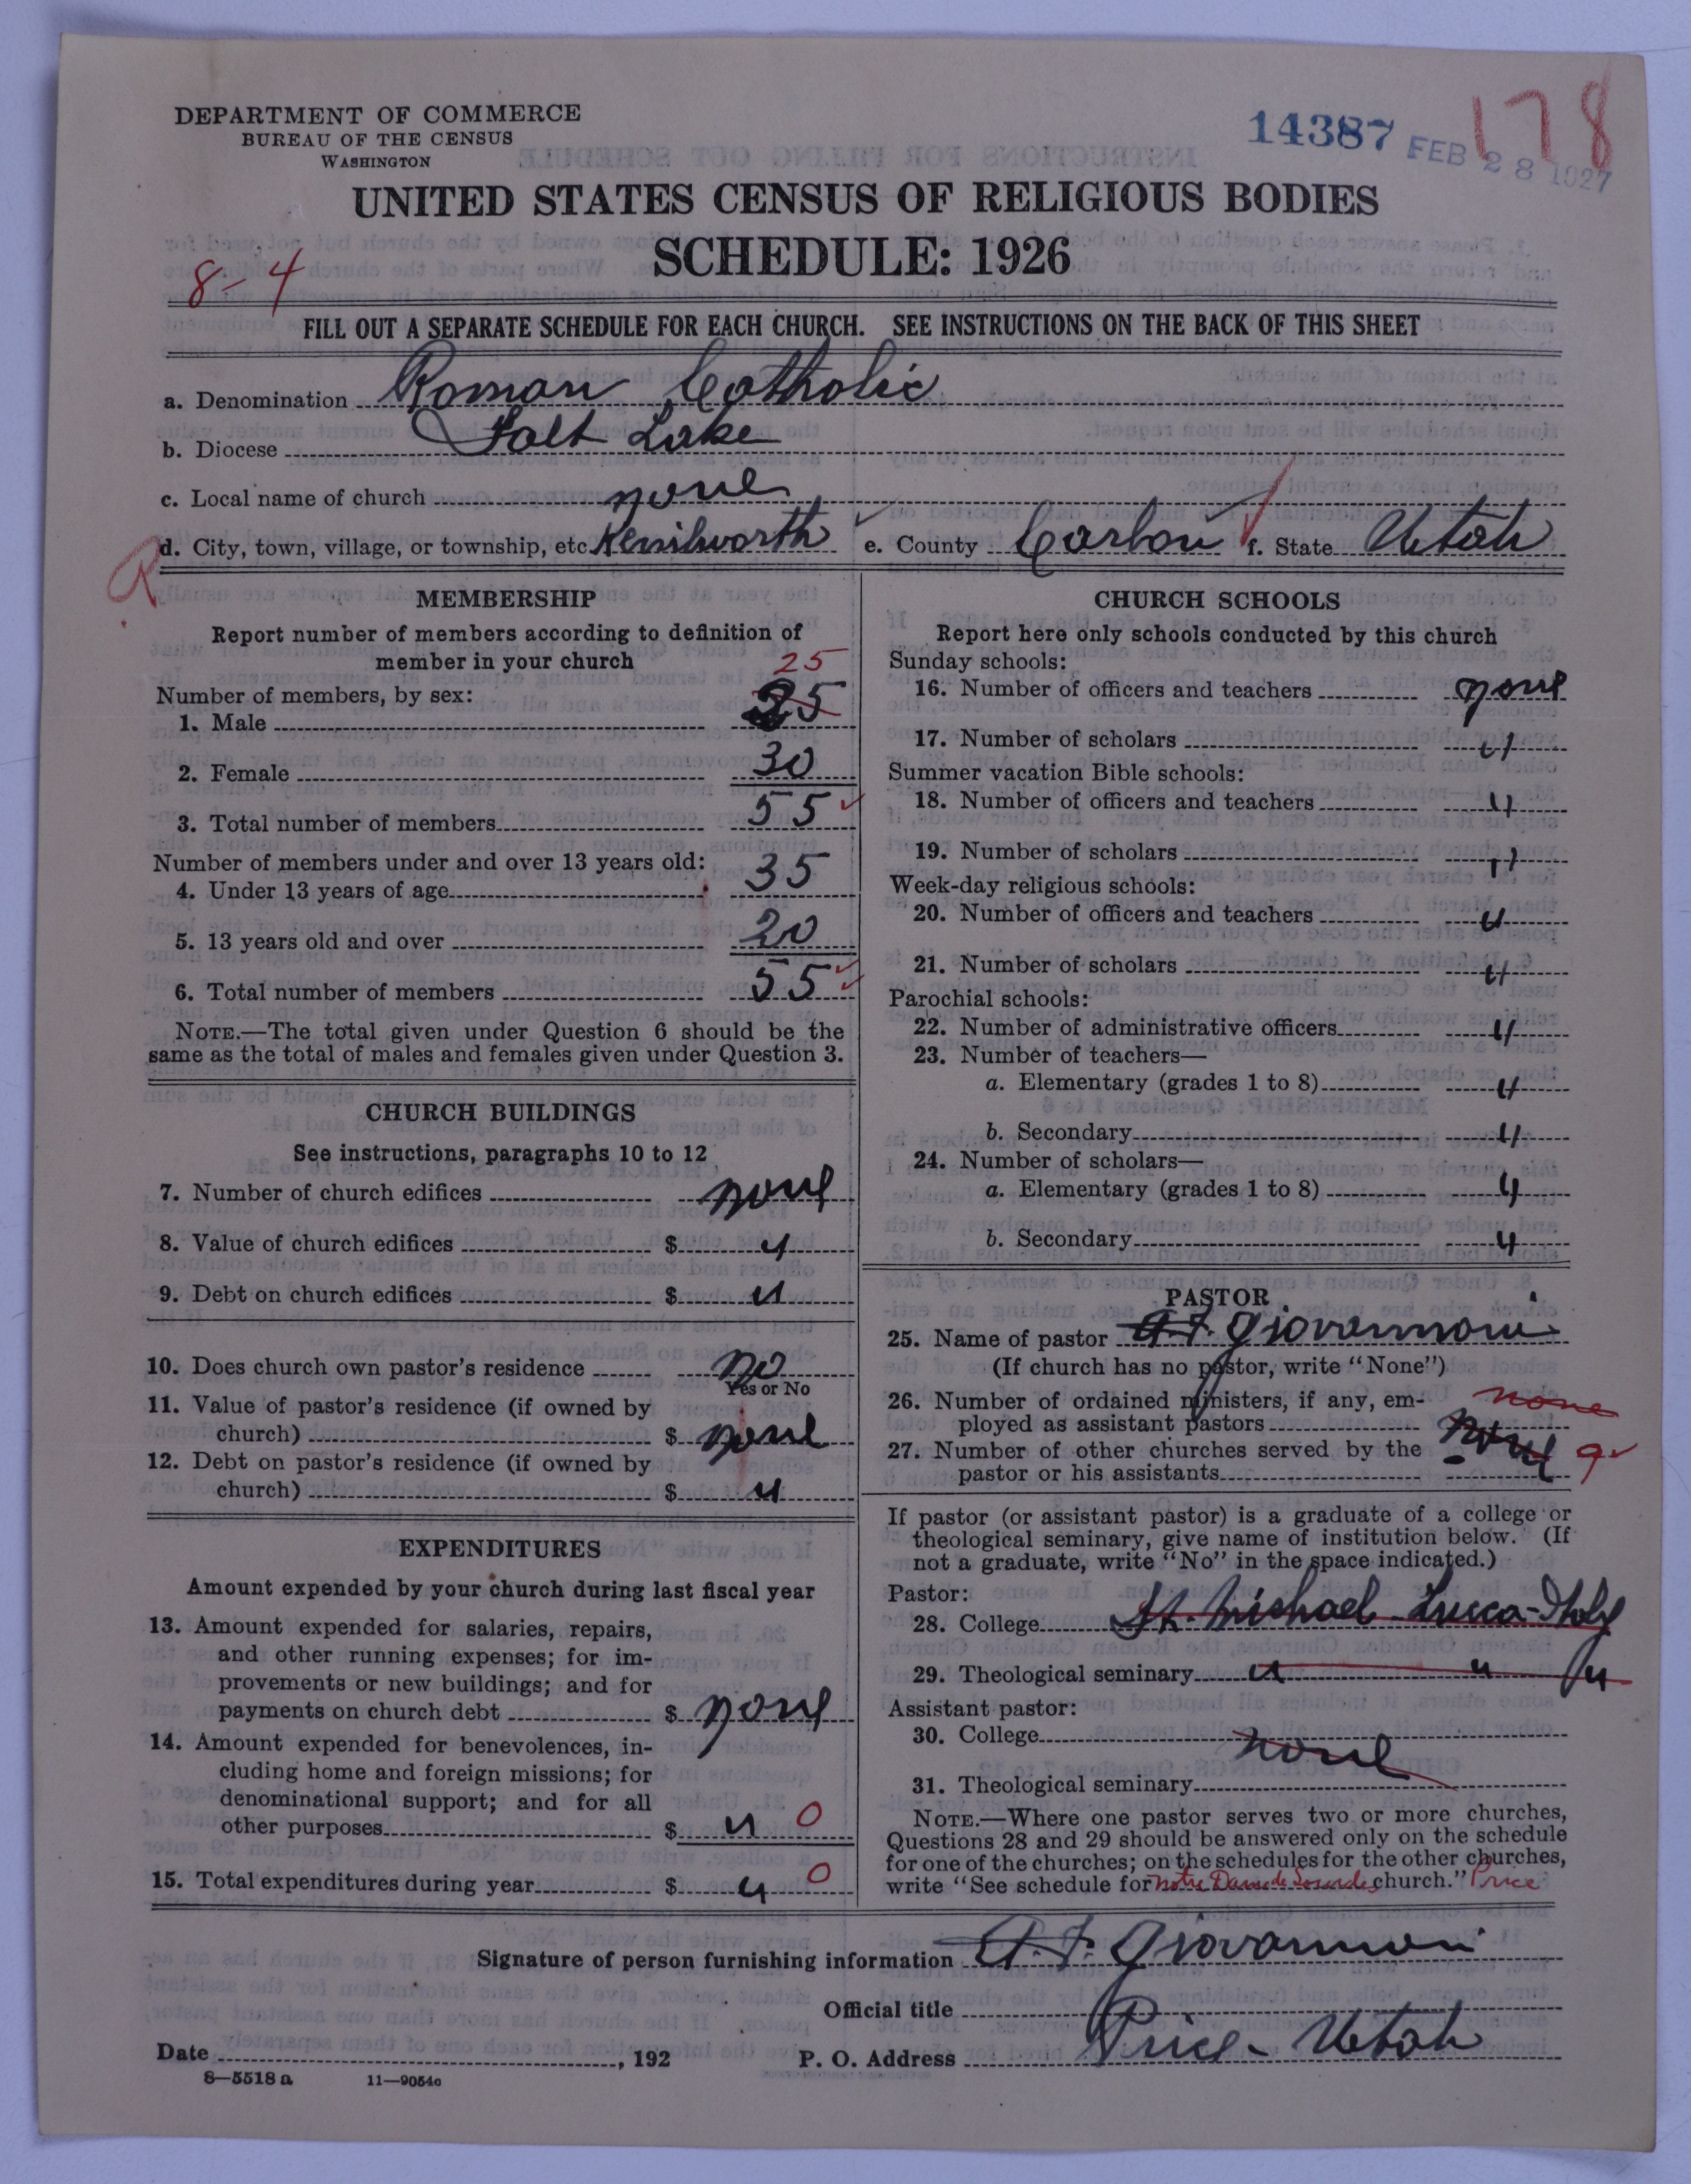 DEPARTMENT OF COMMERCE
BUREAU OF THE CENSUS
WASHINGTON
14387 FEB 28 1927
178
UNITED STATES CENSUS OF RELIGIOUS BODIES
SCHEDULE: 1926
8-4
FILL OUT A SEPARATE SCHEDULE FOR EACH CHURCH. SEE INSTRUCTIONS ON THE BACK OF THIS SHEET
a. Denomination Roman Catholic
b. Diocese Salt Lake
c. Local name of church none
d. City, town, village, or township, etc. Kenilworth e. County Carbon f. State Utah
MEMBERSHIP
Report number of members according to definition of
member in your church
25
Number of members, by sex:
1. Male 25
2. Female 30
3. Total number of members 55
Number of members under and over 13 years old:
4. Under 13 years of age 35
5. 13 years old and over 20
6. Total number of members 55
NOTE.—The total given under Question 6 should be the
same as the total of males and females given under Question 3.
CHURCH BUILDINGS
See instructions, paragraphs 10 to 12
7. Number of church edifices none
8. Value of church edifices $ "
9. Debt on church edifices $ "
10. Does church own pastor's residence no
Yes or No
11. Value of pastor's residence (if owned by
church) $ none
12. Debt on pastor's residence (if owned by
church) $ "
EXPENDITURES
Amount expended by your church during last fiscal year
13. Amount expended for salaries, repairs,
and other running expenses; for im-
provements or new buildings; and for
payments on church debt $ none
14. Amount expended for benevolences, in-
cluding home and foreign missions; for
denominational support; and for all
other purposes $ " 0
15. Total expenditures during year $ " 0
CHURCH SCHOOLS
Report here only schools conducted by this church
Sunday schools:
16. Number of officers and teachers none
17. Number of scholars "
Summer vacation Bible schools:
18. Number of officers and teachers "
19. Number of scholars "
Week-day religious schools:
20. Number of officers and teachers "
21. Number of scholars "
Parochial schools:
22. Number of administrative officers "
23. Number of teachers—
a. Elementary (grades 1 to 8) "
b. Secondary "
24. Number of scholars—
a. Elementary (grades 1 to 8) "
b. Secondary "
PASTOR
25. Name of pastor A. F. Giovannoni
(If church has no pastor, write "None")
26. Number of ordained ministers, if any, em- none
ployed as assistant pastors none
27. Number of other churches served by the 9
pastor or his assistants
If pastor (or assistant pastor) is a graduate of a college or
theological seminary, give name of institution below. (If
not a graduate, write "No" in the space indicated.)
Pastor:
28. College St. Michael Lucca-Italy
29. Theological seminary " " "
Assistant pastor:
30. College none
31. Theological seminary
NOTE.—Where one pastor serves two or more churches,
Questions 28 and 29 should be answered only on the schedule
for one of the churches; on the schedules for the other churches,
write "See schedule for Notre Dame de Lourdes church." Price
Signature of person furnishing information A. F. Giovannoni
Official title
Date , 192 P. O. Address Price - Utah
8—5518 a 11—9054c